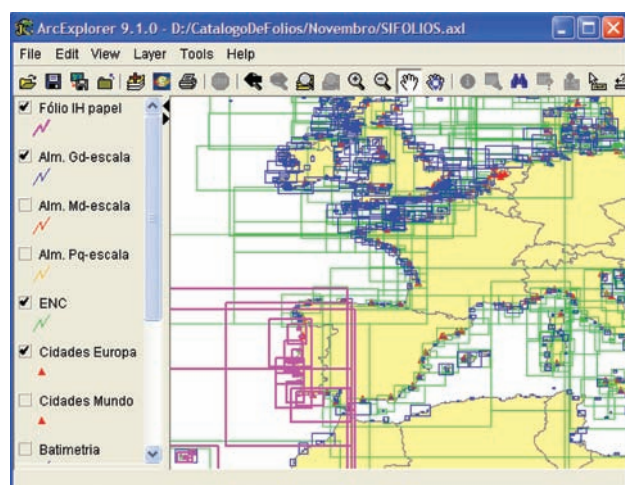 ArcExplorer 9.1.0 - D:/CatalogoDeFolios/Novembro/SIFOLIOS.axl
File Edit View Layer Tools Help
Fólio IH papel
Alm. Gd-escala
Alm. Md-escala
Alm. Pq-escala
ENC
Cidades Europa
Cidades Mundo
Batimetria